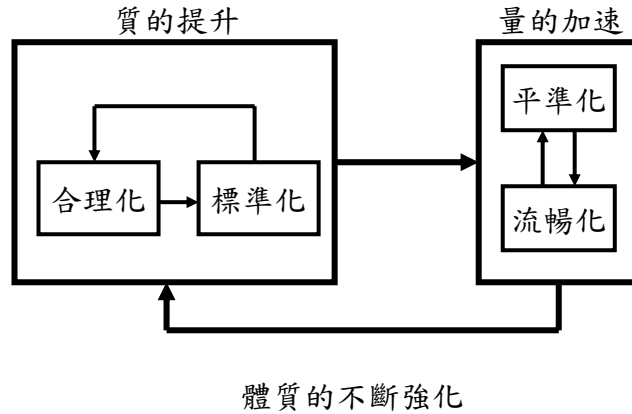 質的提升
量的加速
平準化
合理化
標準化
流暢化
體質的不斷強化